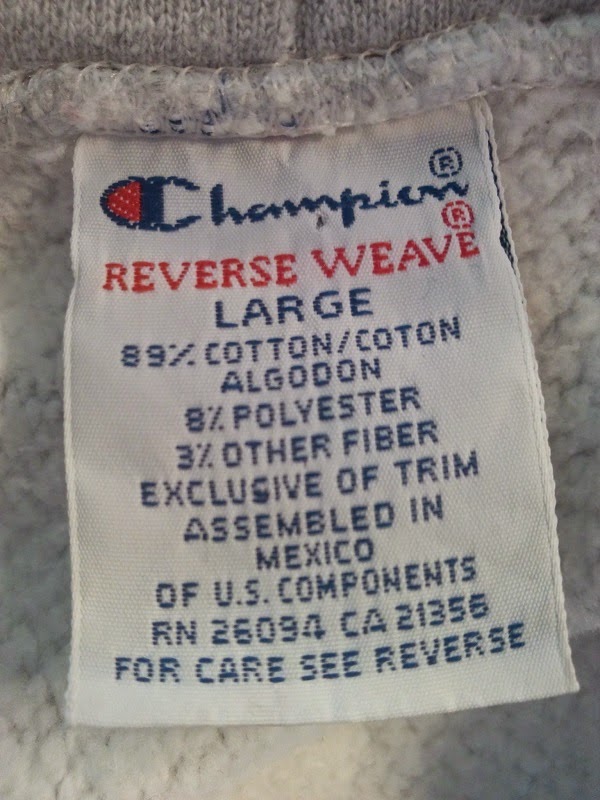 Champion®
REVERSE WEAVE®
LARGE
89% COTTON/COTON
ALGODON
8% POLYESTER
3% OTHER FIBER
EXCLUSIVE OF TRIM
ASSEMBLED IN
MEXICO
OF U.S. COMPONENTS
RN 26094 CA 21356
FOR CARE SEE REVERSE